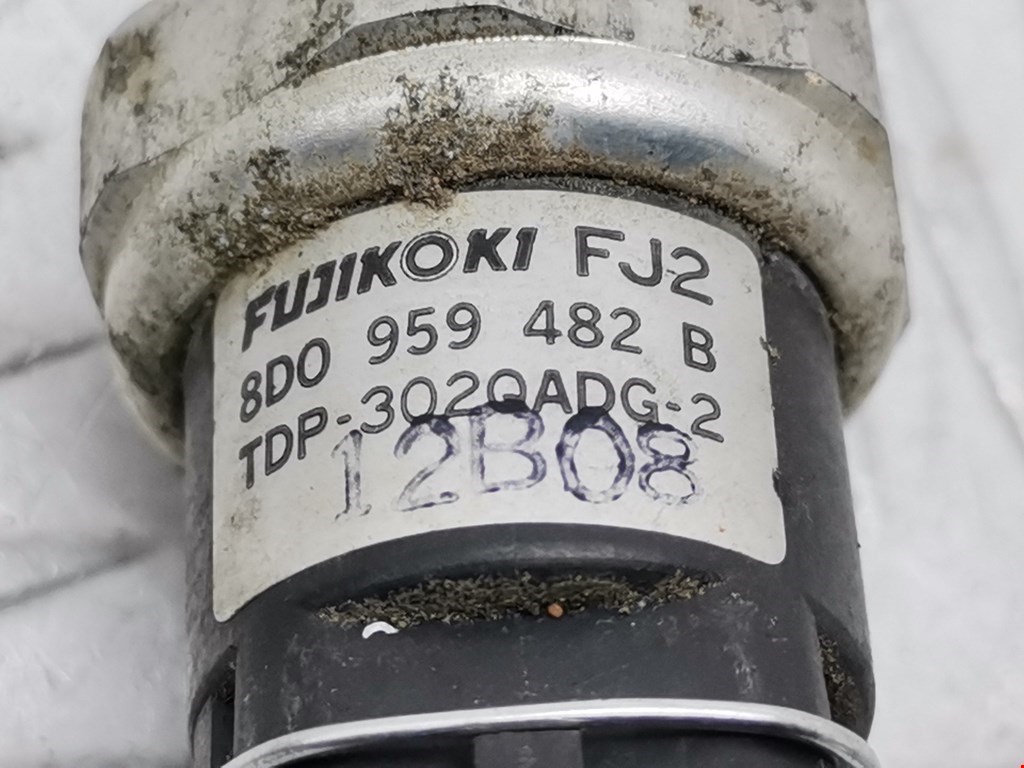 FUJIKOKI FJ2
8D0 959 482 B
TDP-302QADG-2
12B08